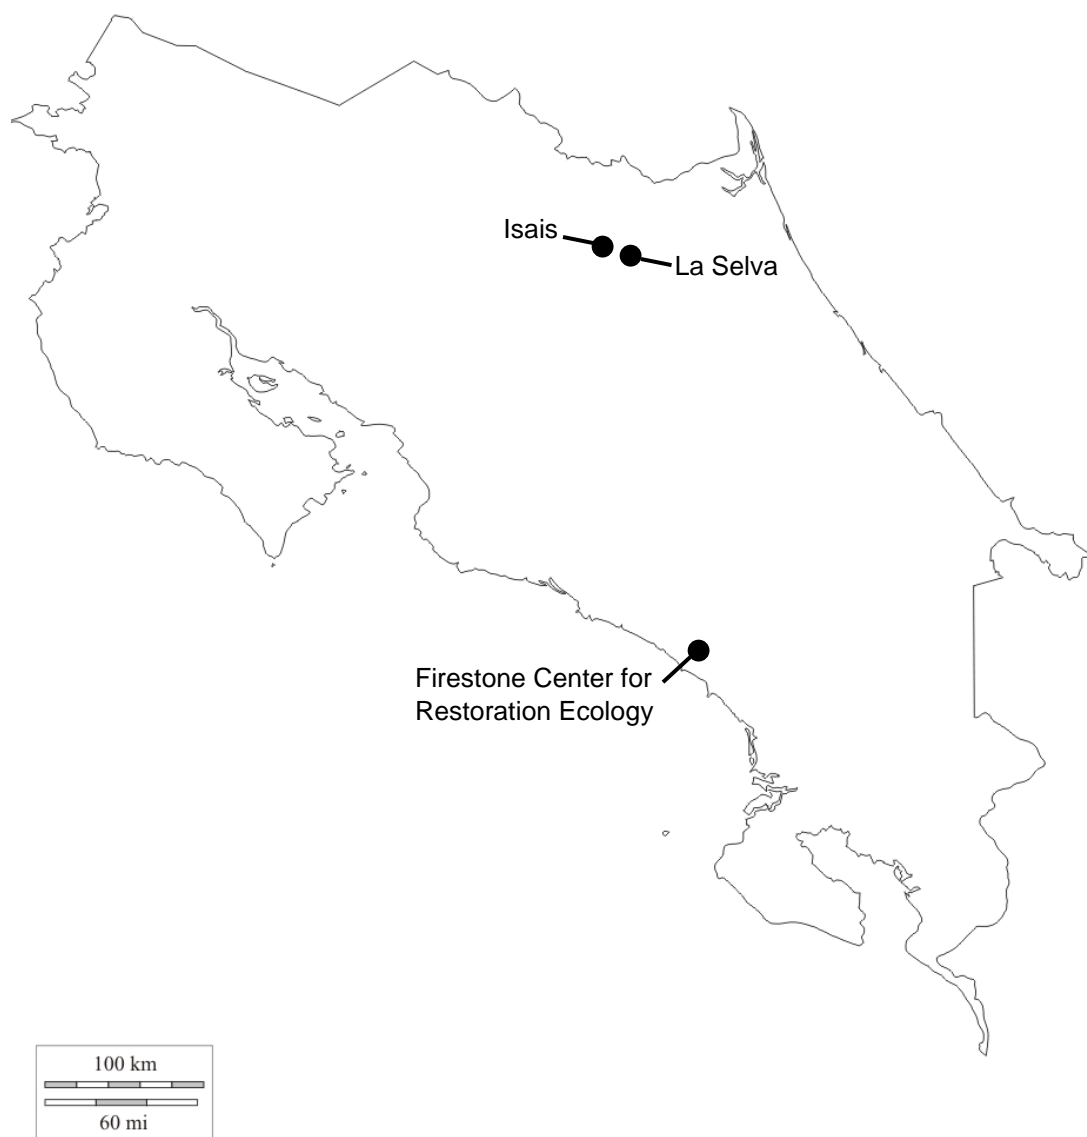 Isais
La Selva
Firestone Center for
Restoration Ecology
100 km
60 mi